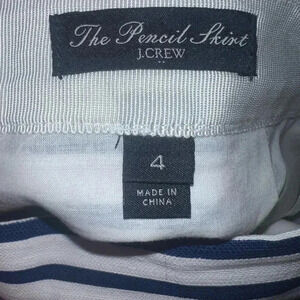 The Pencil Skirt
J.CREW
4
MADE IN
CHINA